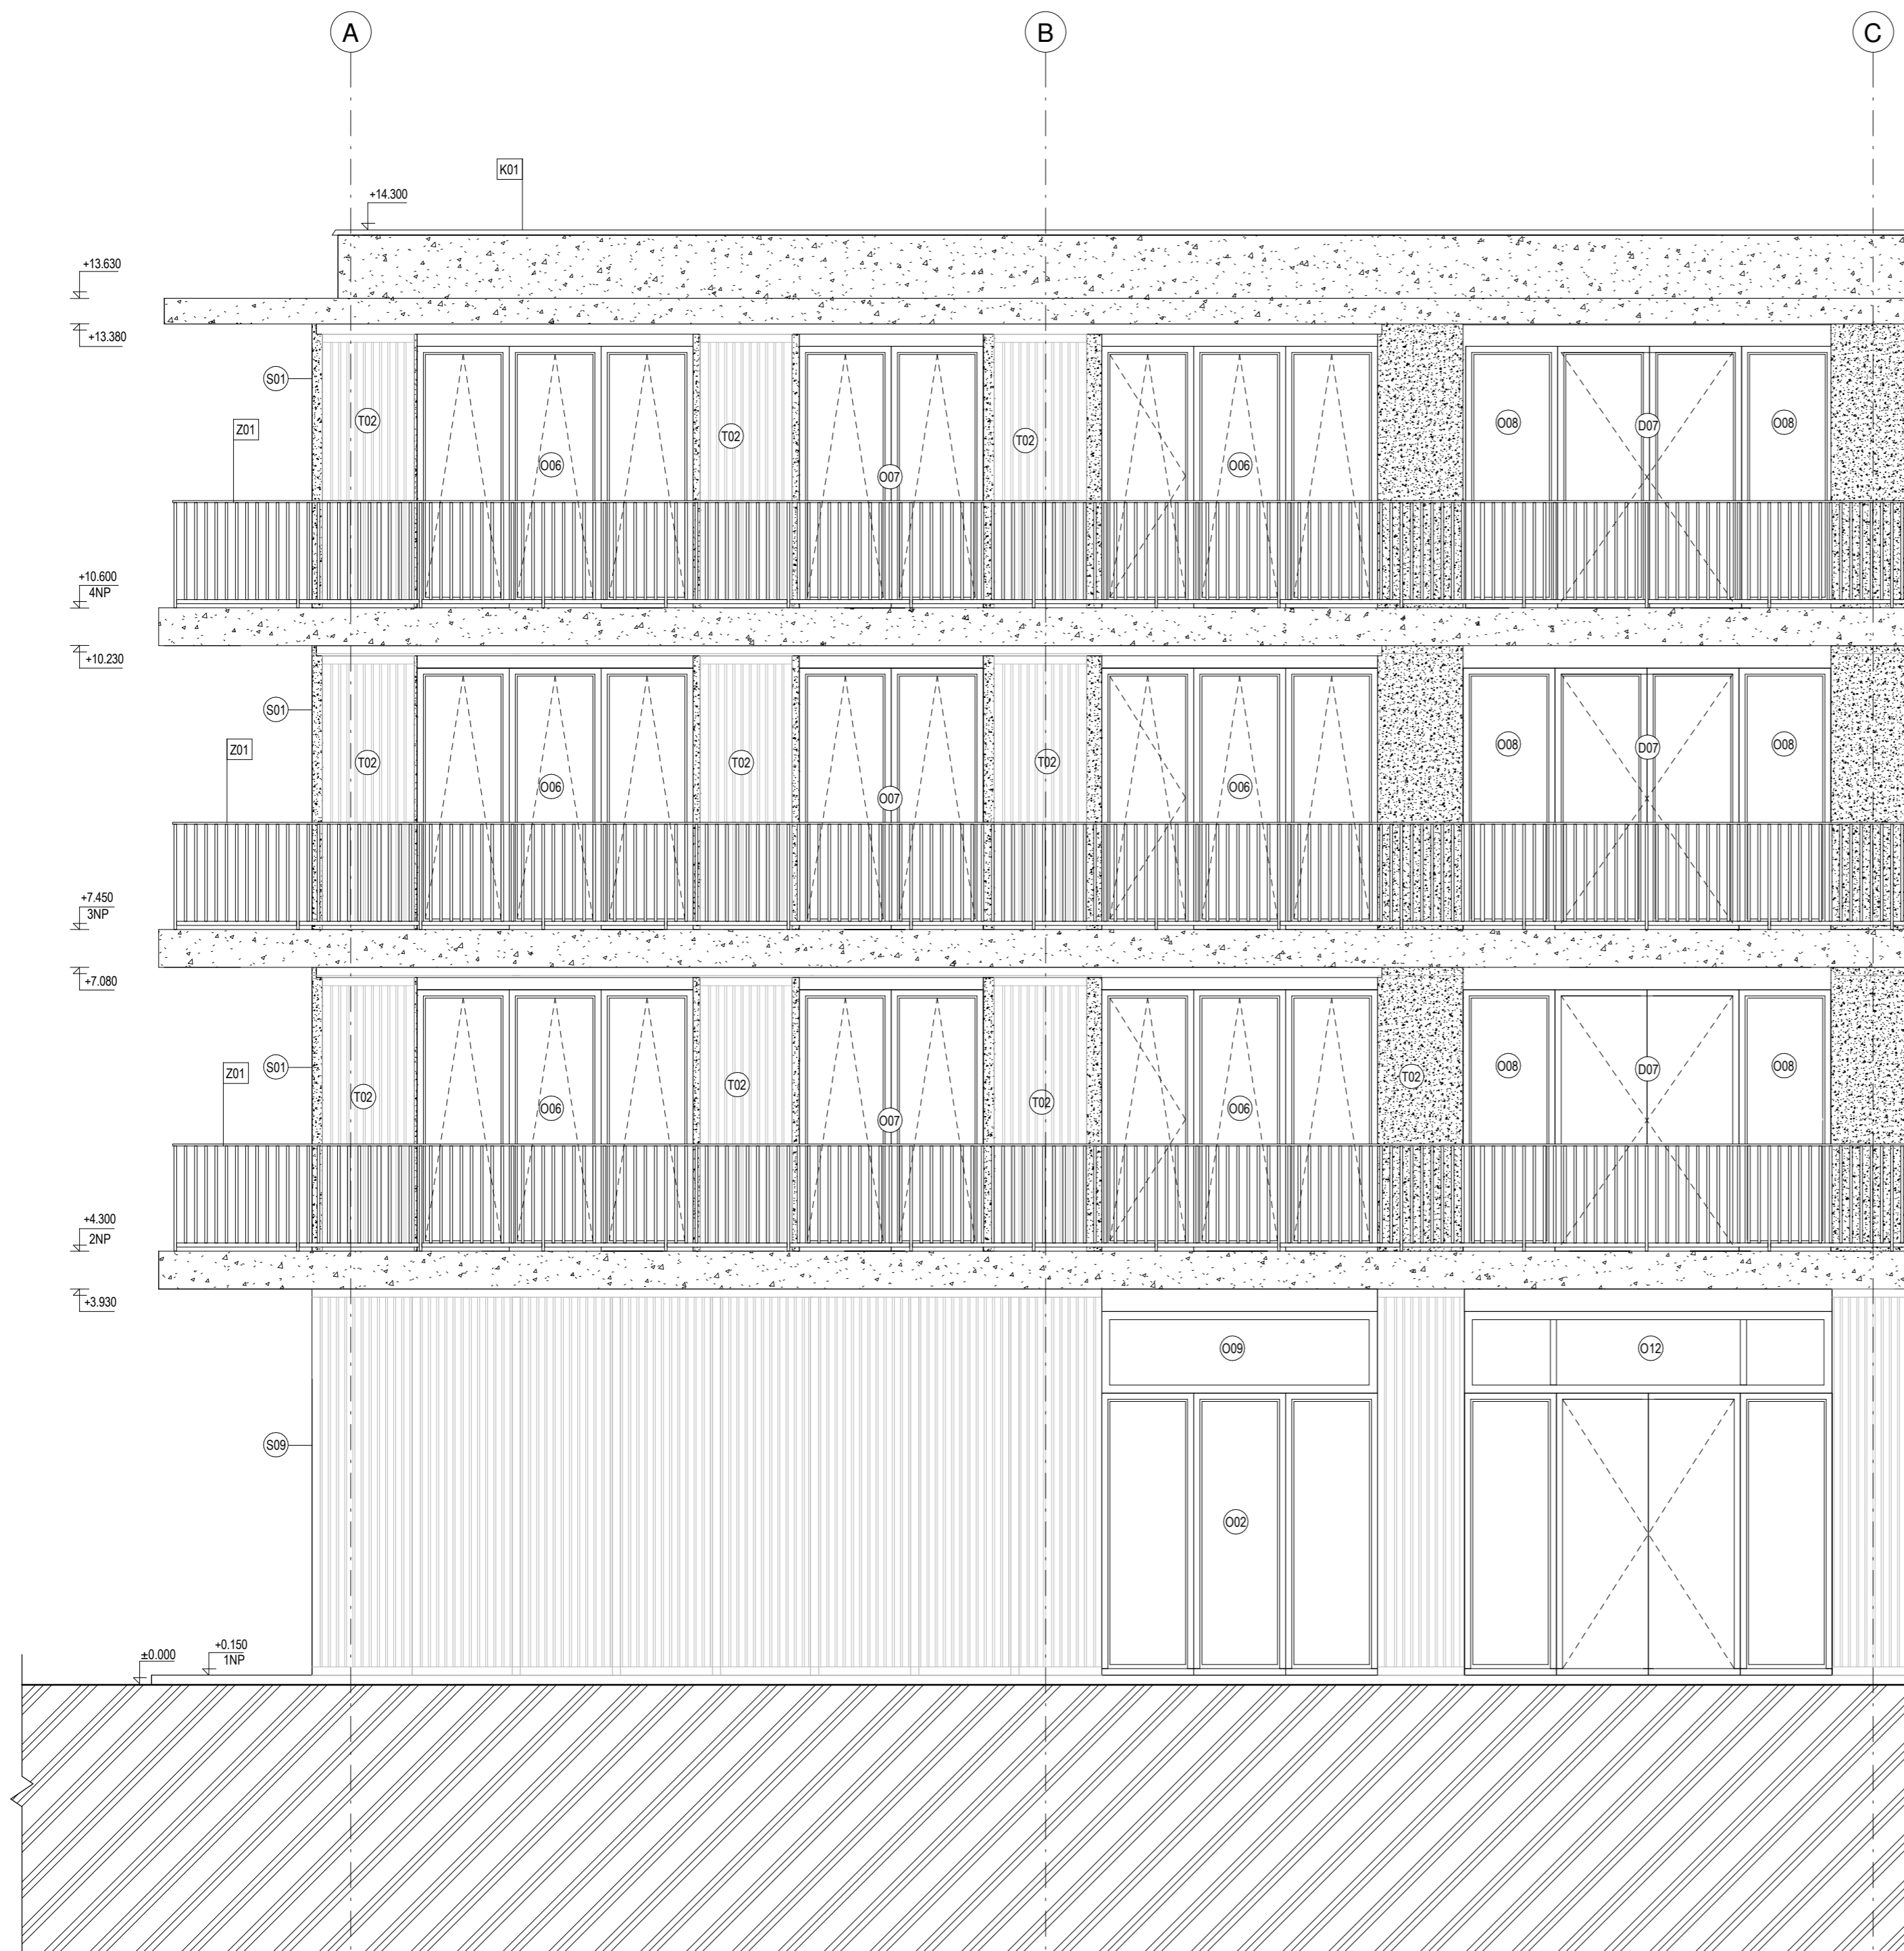 A
B
C
K01
+14.300
+13.630
+13.380
S01
T02
Z01
T02
T02
O06
O07
O06
O08
D07
O08
+10.600
4NP
+10.230
S01
Z01
T02
T02
T02
O06
O07
O06
O08
D07
O08
+7.450
3NP
+7.080
S01
Z01
T02
T02
T02
T02
O06
O07
O06
O08
D07
O08
+4.300
2NP
+3.930
O09
O12
S09
O02
±0.000
+0.150
1NP